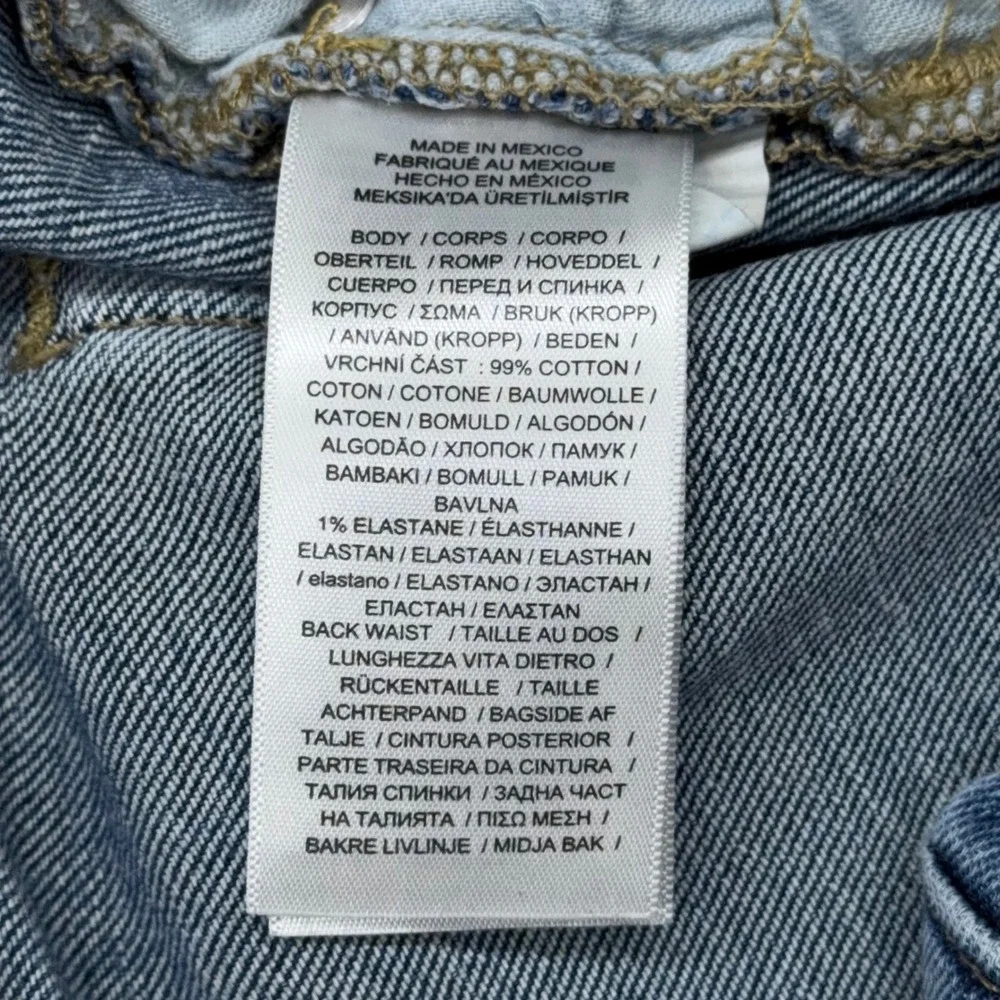 MADE IN MEXICO
FABRIQUÉ AU MEXIQUE
HECHO EN MÉXICO
MEKSIKA'DA ÜRETİLMİŞTİR
BODY / CORPS / CORPO /
OBERTEIL / ROMP / HOVEDDEL /
CUERPO / ПЕРЕД И СПИНКА /
КОРПУС / ΣΩΜΑ / BRUK (KROPP)
/ ANVÄND (KROPP) / BEDEN /
VRCHNÍ ČÁST : 99% COTTON /
COTON / COTONE / BAUMWOLLE /
KATOEN / BOMULD / ALGODÓN /
ALGODÃO / ХЛОПОК / ПАМУК /
BAMBAKI / BOMULL / PAMUK /
BAVLNA
1% ELASTANE / ÉLASTHANNE /
ELASTAN / ELASTAAN / ELASTHAN
/ elastano / ELASTANO / ЭЛАСТАН /
ЕЛАСТАН / ΕΛΑΣΤΑΝ
BACK WAIST / TAILLE AU DOS /
LUNGHEZZA VITA DIETRO /
RÜCKENTAILLE / TAILLE
ACHTERPAND / BAGSIDE AF
TALJE / CINTURA POSTERIOR /
PARTE TRASEIRA DA CINTURA /
ТАЛИЯ СПИНКИ / ЗАДНА ЧАСТ
НА ТАЛИЯТА / ΠΙΣΩ ΜΕΣΗ /
BAKRE LIVLINJE / MIDJA BAK /